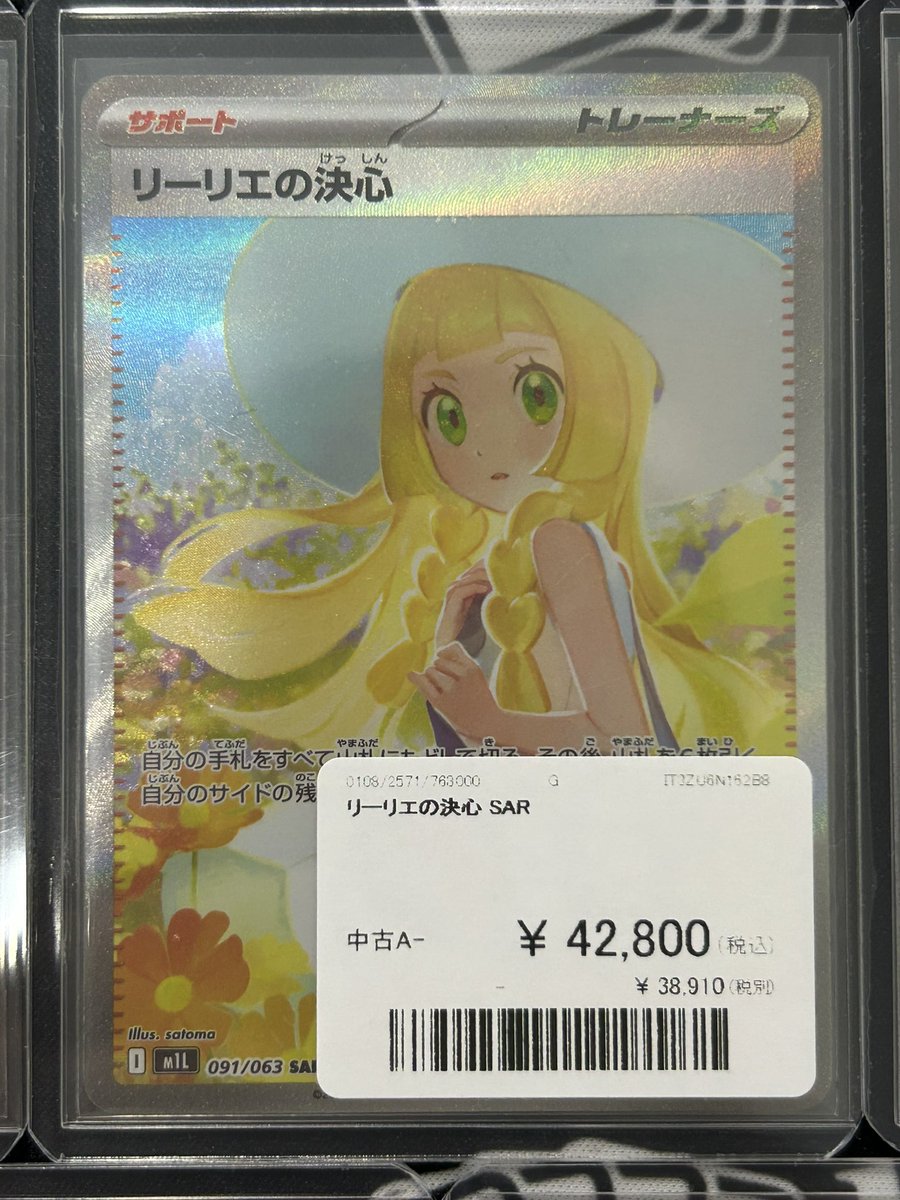 サポート トレーナーズ
けっ しん
リーリエの決心
じぶん てふだ やまふだ き ご やまふだ まい ひ
自分の手札をすべて山札にもどして切る。その後、山札を6枚引く
じぶん のこ
自分のサイドの残
0108/2571/763000 G IT3ZU6N162B8
リーリエの決心 SAR
中古A-
¥ 42,800 (税込)
- ¥ 38,910 (税別)
Illus. satoma
I M1L 091/063 SAR